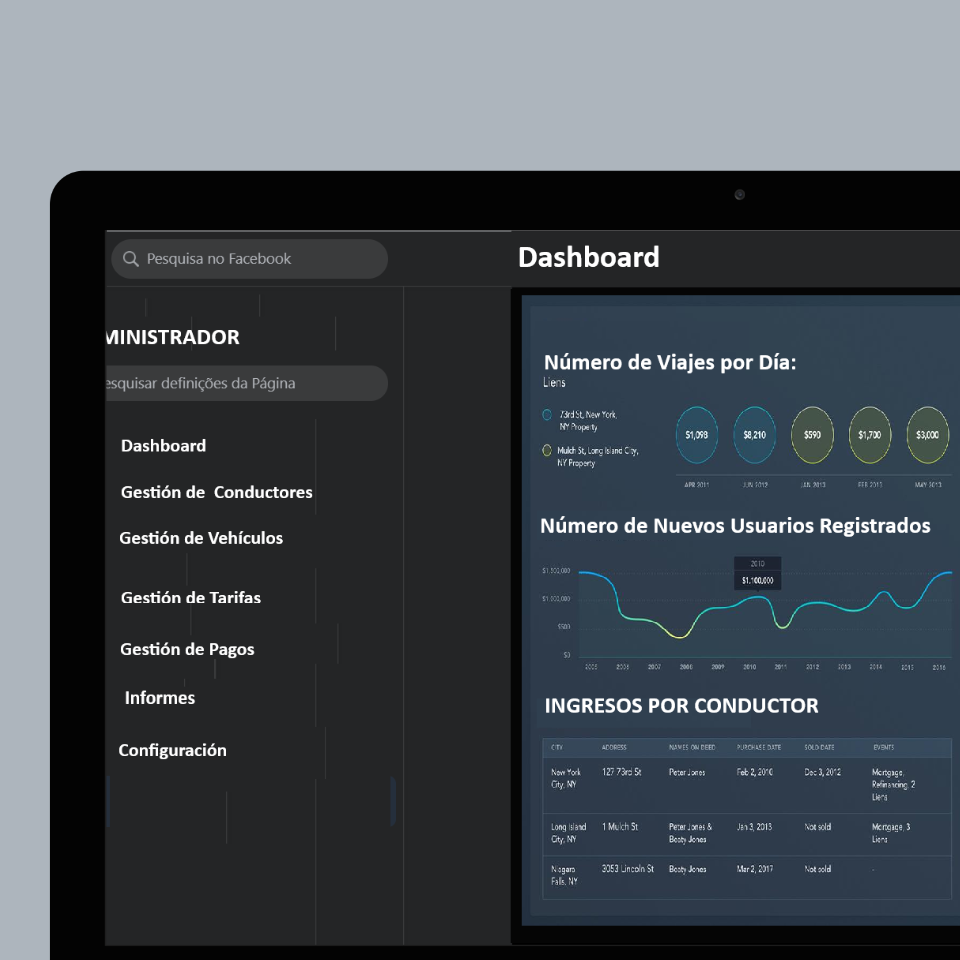 Pesquisa no Facebook
Dashboard
MINISTRADOR
esquisar definições da Página
Dashboard
Gestión de Conductores
Gestión de Vehículos
Gestión de Tarifas
Gestión de Pagos
Informes
Configuración
Número de Viajes por Día:
Liens
73rd St, New York,
NY Property
Mulch St, Long Island City,
NY Property
$1,098 $8,210 $590 $1,700 $3,000
APR 2011 JUN 2012 JAN 2013 FEB 2013 MAY 2013
Número de Nuevos Usuarios Registrados
2010
$1,100,000
$1,500,000
$1,000,000
$500
$0
2005 2006 2007 2008 2009 2010 2011 2012 2013 2014 2015 2016
INGRESOS POR CONDUCTOR
CITY ADDRESS NAMES ON DEED PURCHASE DATE SOLD DATE EVENTS
New York 127 73rd St Peter Jones Feb 2, 2010 Dec 3, 2012 Mortgage,
City, NY Refinancing, 2
Liens
Long Island 1 Mulch St Peter Jones & Jan 3, 2013 Not sold Mortgage, 3
City, NY Booty Jones Liens
Niagara 3053 Lincoln St Booty Jones Mar 2, 2017 Not sold -
Falls, NY